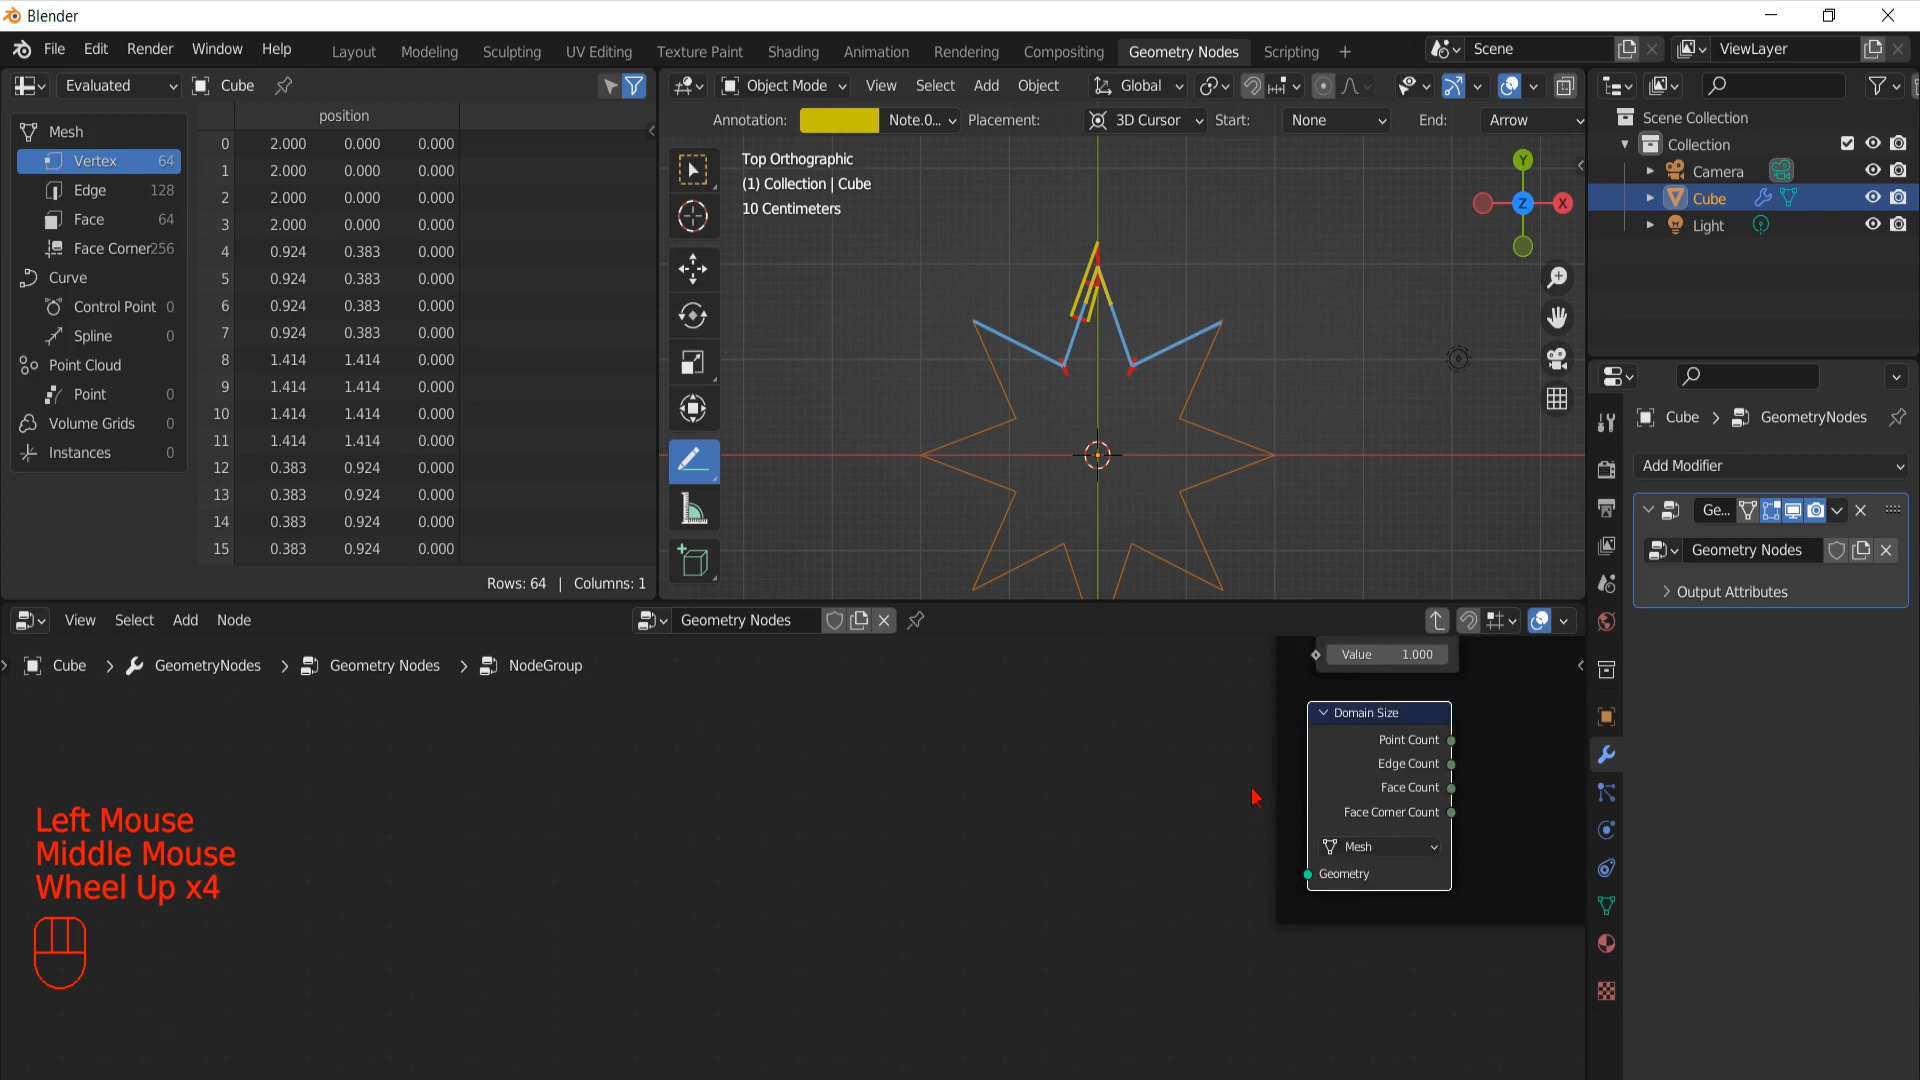 Blender
File Edit Render Window Help
Layout Modeling Sculpting UV Editing Texture Paint Shading Animation Rendering Compositing Geometry Nodes Scripting +
Scene
ViewLayer
Evaluated
Cube
Object Mode View Select Add Object
Global
Annotation: Note.0... Placement: 3D Cursor Start: None End: Arrow
Mesh
Vertex 64
Edge 128
Face 64
Face Corner256
Curve
Control Point 0
Spline 0
Point Cloud
Point 0
Volume Grids 0
Instances 0
position
0 2.000 0.000 0.000
1 2.000 0.000 0.000
2 2.000 0.000 0.000
3 2.000 0.000 0.000
4 0.924 0.383 0.000
5 0.924 0.383 0.000
6 0.924 0.383 0.000
7 0.924 0.383 0.000
8 1.414 1.414 0.000
9 1.414 1.414 0.000
10 1.414 1.414 0.000
11 1.414 1.414 0.000
12 0.383 0.924 0.000
13 0.383 0.924 0.000
14 0.383 0.924 0.000
15 0.383 0.924 0.000
Rows: 64 | Columns: 1
Top Orthographic
(1) Collection | Cube
10 Centimeters
Y
Z
X
Scene Collection
Collection
Camera
Cube
Light
Cube > GeometryNodes
Add Modifier
Ge...
Geometry Nodes
> Output Attributes
View Select Add Node
Geometry Nodes
Cube > GeometryNodes > Geometry Nodes > NodeGroup
Value 1.000
Domain Size
Point Count
Edge Count
Face Count
Face Corner Count
Mesh
Geometry
Left Mouse
Middle Mouse
Wheel Up x4